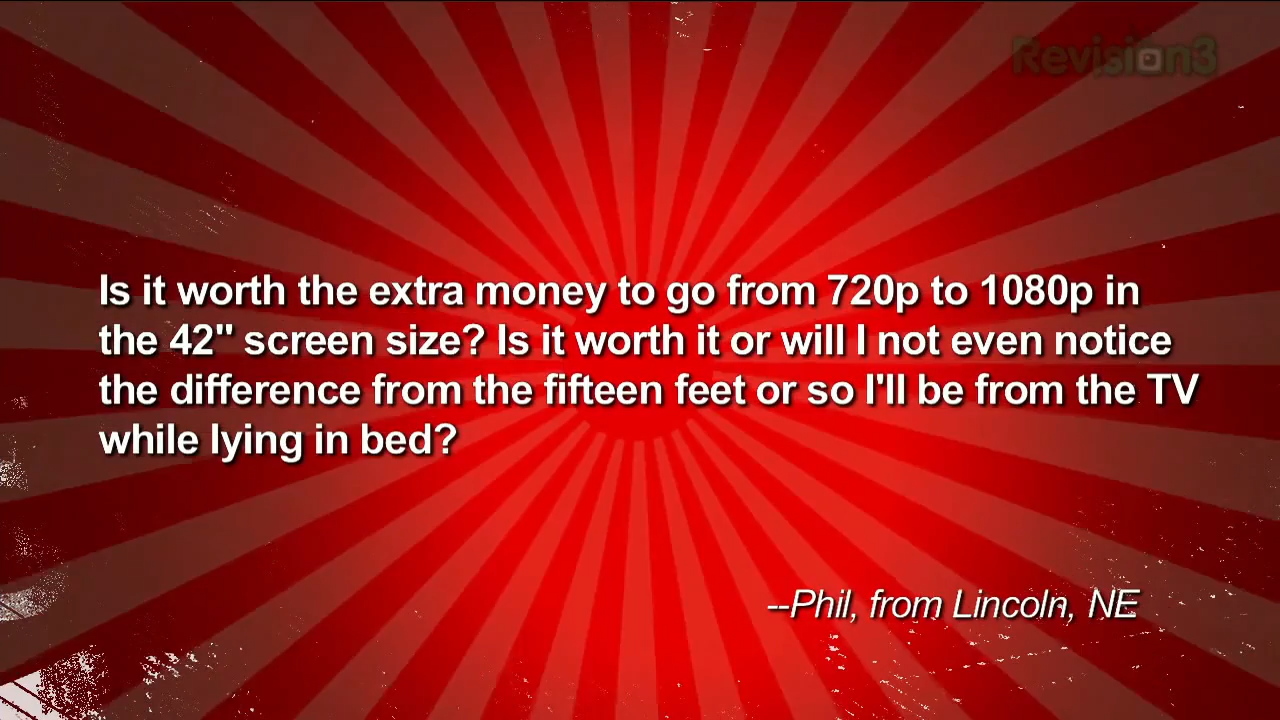 Revision3
Is it worth the extra money to go from 720p to 1080p in
the 42" screen size? Is it worth it or will I not even notice
the difference from the fifteen feet or so I'll be from the TV
while lying in bed?
--Phil, from Lincoln, NE